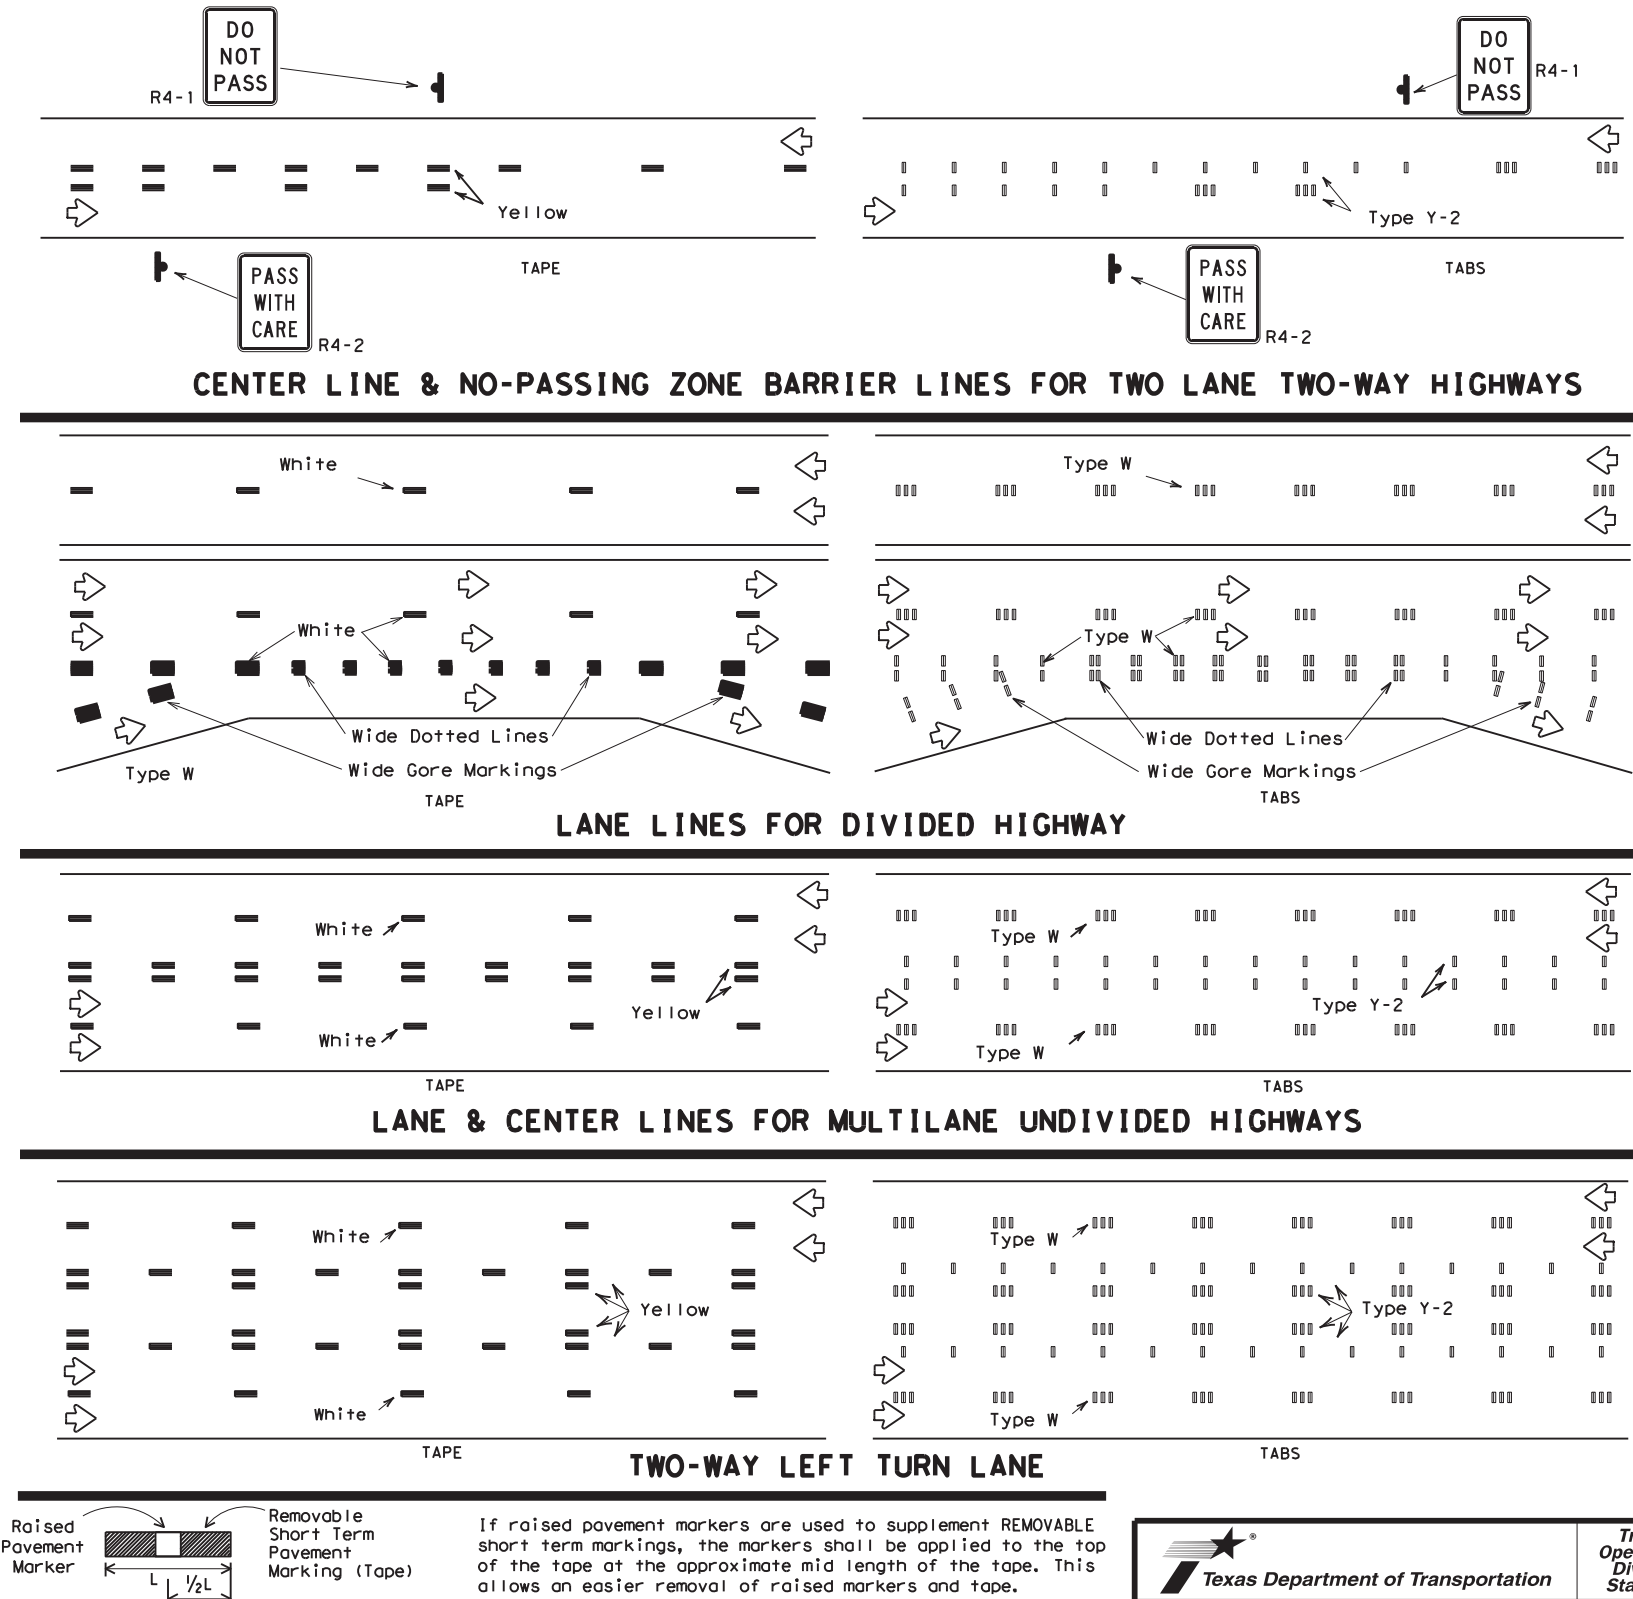 DO
NOT
PASS
R4-1
DO
NOT
PASS
R4-1
Yellow
Type Y-2
TAPE
TABS
PASS
WITH
CARE
R4-2
PASS
WITH
CARE
R4-2
CENTER LINE & NO-PASSING ZONE BARRIER LINES FOR TWO LANE TWO-WAY HIGHWAYS
White
Type W
White
Type W
Wide Dotted Lines
Wide Gore Markings
Type W
Wide Dotted Lines
Wide Gore Markings
TAPE
TABS
LANE LINES FOR DIVIDED HIGHWAY
White
Type W
Yellow
Type Y-2
White
Type W
TAPE
TABS
LANE & CENTER LINES FOR MULTILANE UNDIVIDED HIGHWAYS
White
Type W
Yellow
Type Y-2
White
Type W
TAPE
TABS
TWO-WAY LEFT TURN LANE
Raised
Pavement
Marker
Removable
Short Term
Pavement
Marking (Tape)
L
½L
If raised pavement markers are used to supplement REMOVABLE
short term markings, the markers shall be applied to the top
of the tape at the approximate mid length of the tape. This
allows an easier removal of raised markers and tape.
®
Texas Department of Transportation